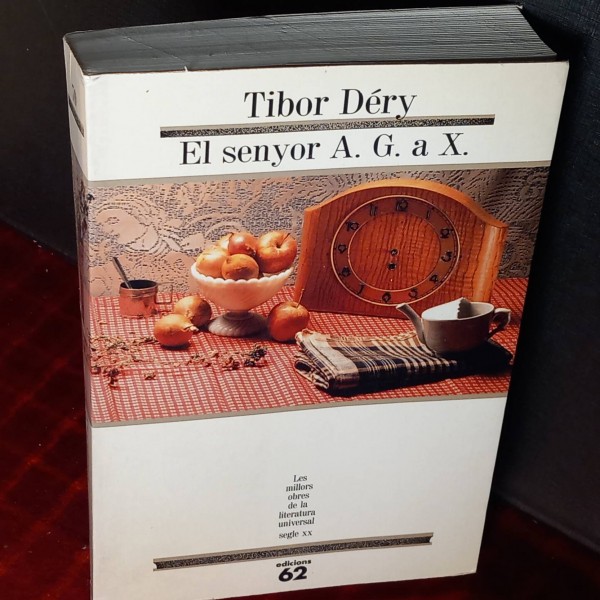 Tibor Déry
El senyor A. G. a X.
Les
millors
obres
de la
literatura
universal
segle XX
edicions
62